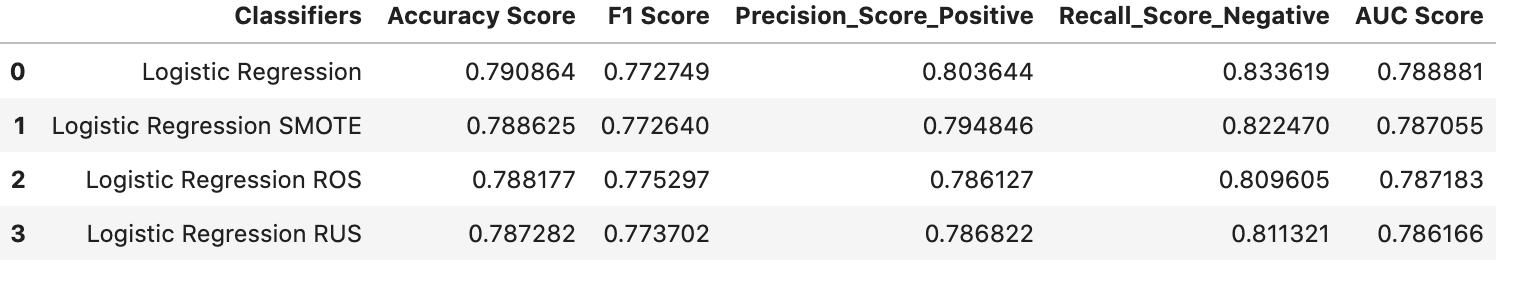 Classifiers Accuracy Score F1 Score Precision_Score_Positive Recall_Score_Negative AUC Score
0 Logistic Regression 0.790864 0.772749 0.803644 0.833619 0.788881
1 Logistic Regression SMOTE 0.788625 0.772640 0.794846 0.822470 0.787055
2 Logistic Regression ROS 0.788177 0.775297 0.786127 0.809605 0.787183
3 Logistic Regression RUS 0.787282 0.773702 0.786822 0.811321 0.786166